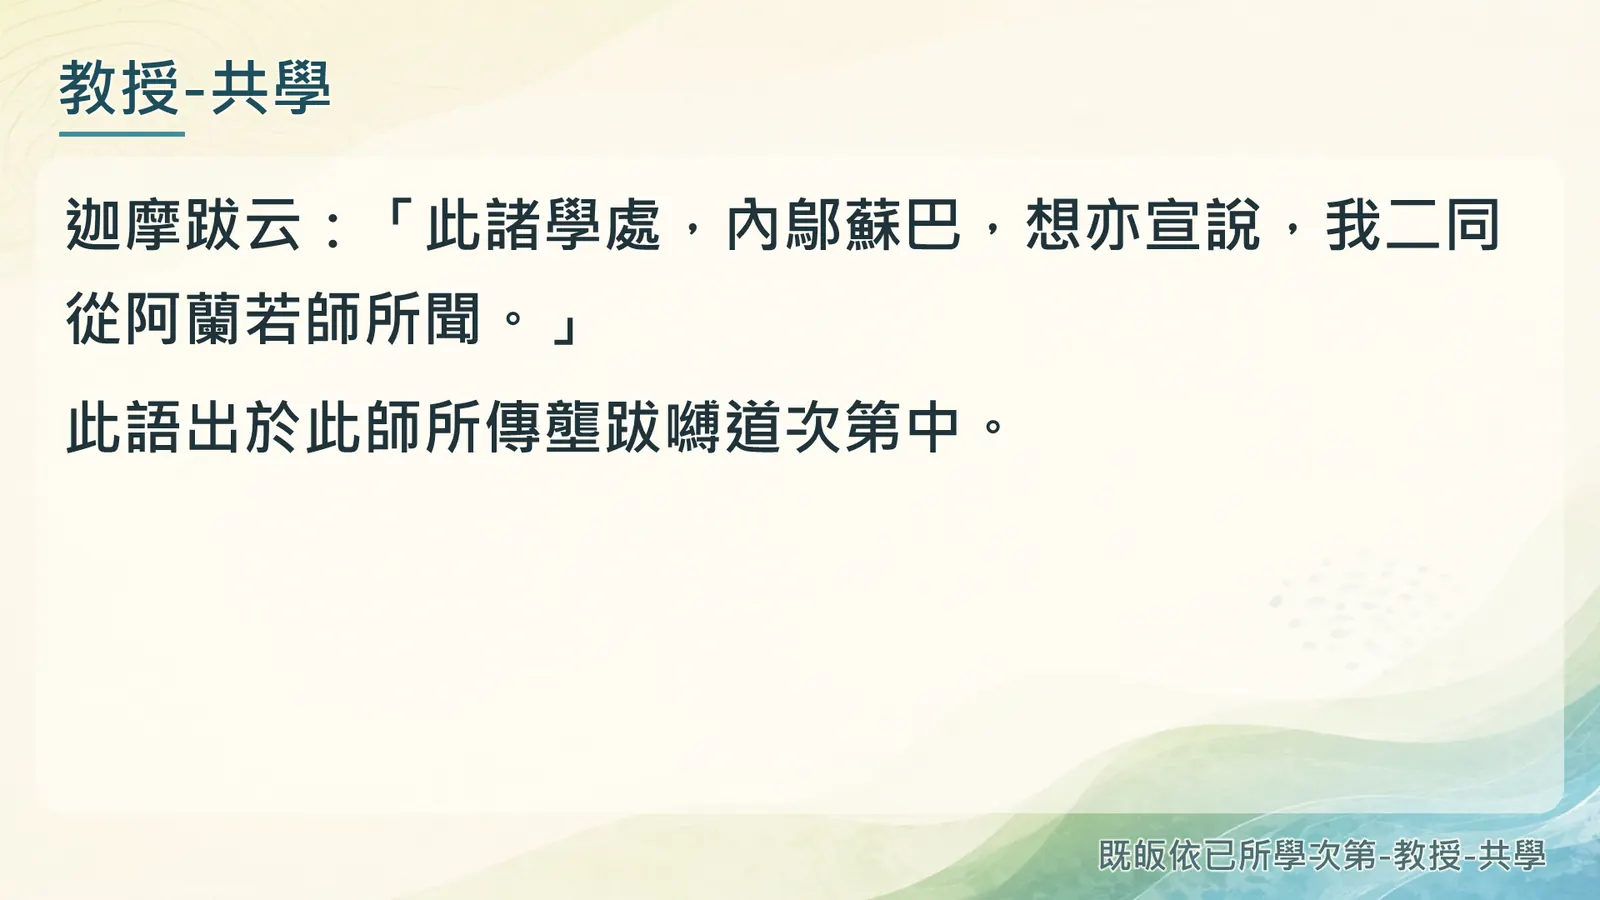 教授-共學
迦摩跋云：「此諸學處，內鄔蘇巴，想亦宣說，我二同
從阿蘭若師所聞。」
此語出於此師所傳壟跋嚩道次第中。
既皈依已所學次第-教授-共學